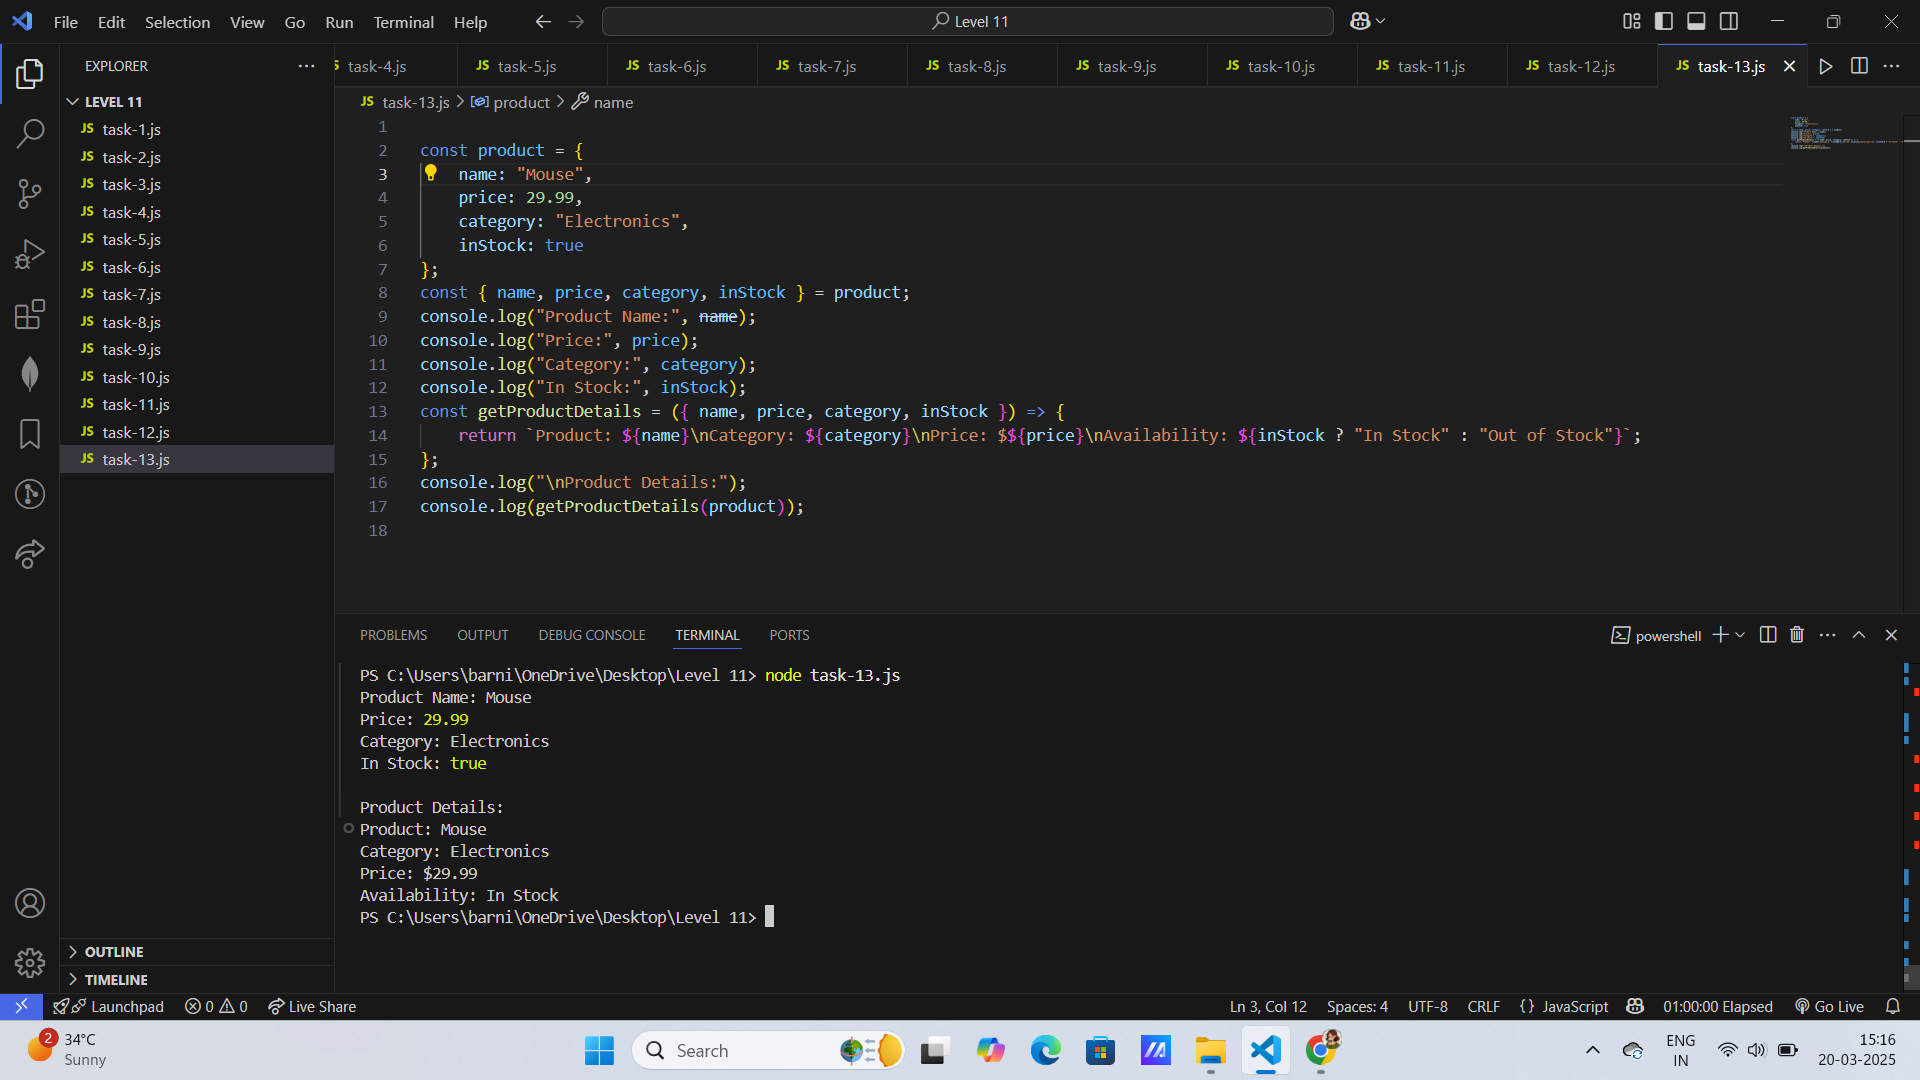 File Edit Selection View Go Run Terminal Help
Level 11
EXPLORER
LEVEL 11
JS task-1.js
JS task-2.js
JS task-3.js
JS task-4.js
JS task-5.js
JS task-6.js
JS task-7.js
JS task-8.js
JS task-9.js
JS task-10.js
JS task-11.js
JS task-12.js
JS task-13.js
OUTLINE
TIMELINE
task-4.js JS task-5.js JS task-6.js JS task-7.js JS task-8.js JS task-9.js JS task-10.js JS task-11.js JS task-12.js JS task-13.js
JS task-13.js > product > name
1
2 const product = {
3 name: "Mouse",
4 price: 29.99,
5 category: "Electronics",
6 inStock: true
7 };
8 const { name, price, category, inStock } = product;
9 console.log("Product Name:", name);
10 console.log("Price:", price);
11 console.log("Category:", category);
12 console.log("In Stock:", inStock);
13 const getProductDetails = ({ name, price, category, inStock }) => {
14 return `Product: ${name}\nCategory: ${category}\nPrice: $${price}\nAvailability: ${inStock ? "In Stock" : "Out of Stock"}`;
15 };
16 console.log("\nProduct Details:");
17 console.log(getProductDetails(product));
18
PROBLEMS OUTPUT DEBUG CONSOLE TERMINAL PORTS
powershell
PS C:\Users\barni\OneDrive\Desktop\Level 11> node task-13.js
Product Name: Mouse
Price: 29.99
Category: Electronics
In Stock: true
Product Details:
Product: Mouse
Category: Electronics
Price: $29.99
Availability: In Stock
PS C:\Users\barni\OneDrive\Desktop\Level 11>
Launchpad 0 0 Live Share
Ln 3, Col 12 Spaces: 4 UTF-8 CRLF {} JavaScript 01:00:00 Elapsed Go Live
2
34°C
Sunny
Search
ENG
IN
15:16
20-03-2025